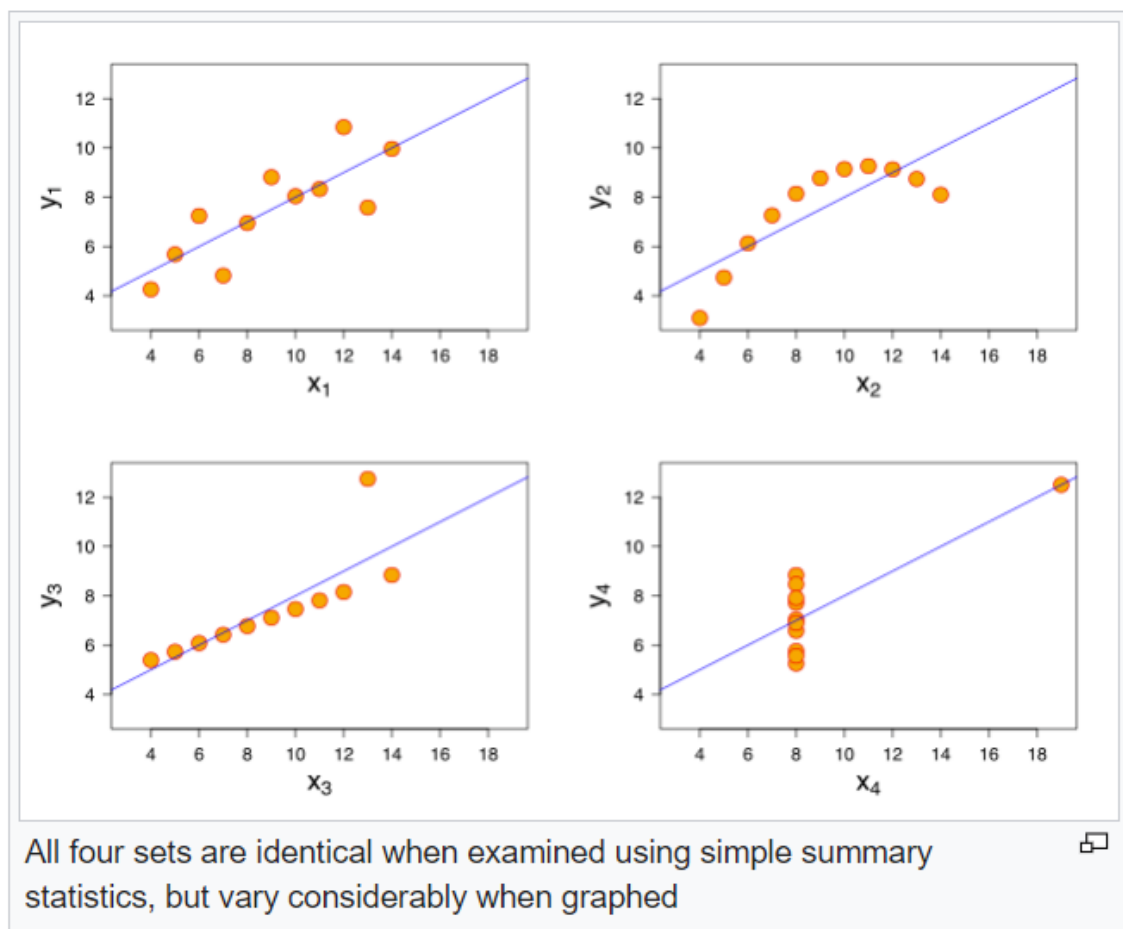 12
10
8
6
4
y1
4 6 8 10 12 14 16 18
x1
12
10
8
6
4
y2
4 6 8 10 12 14 16 18
x2
12
10
8
6
4
y3
4 6 8 10 12 14 16 18
x3
12
10
8
6
4
y4
4 6 8 10 12 14 16 18
x4
All four sets are identical when examined using simple summary
statistics, but vary considerably when graphed